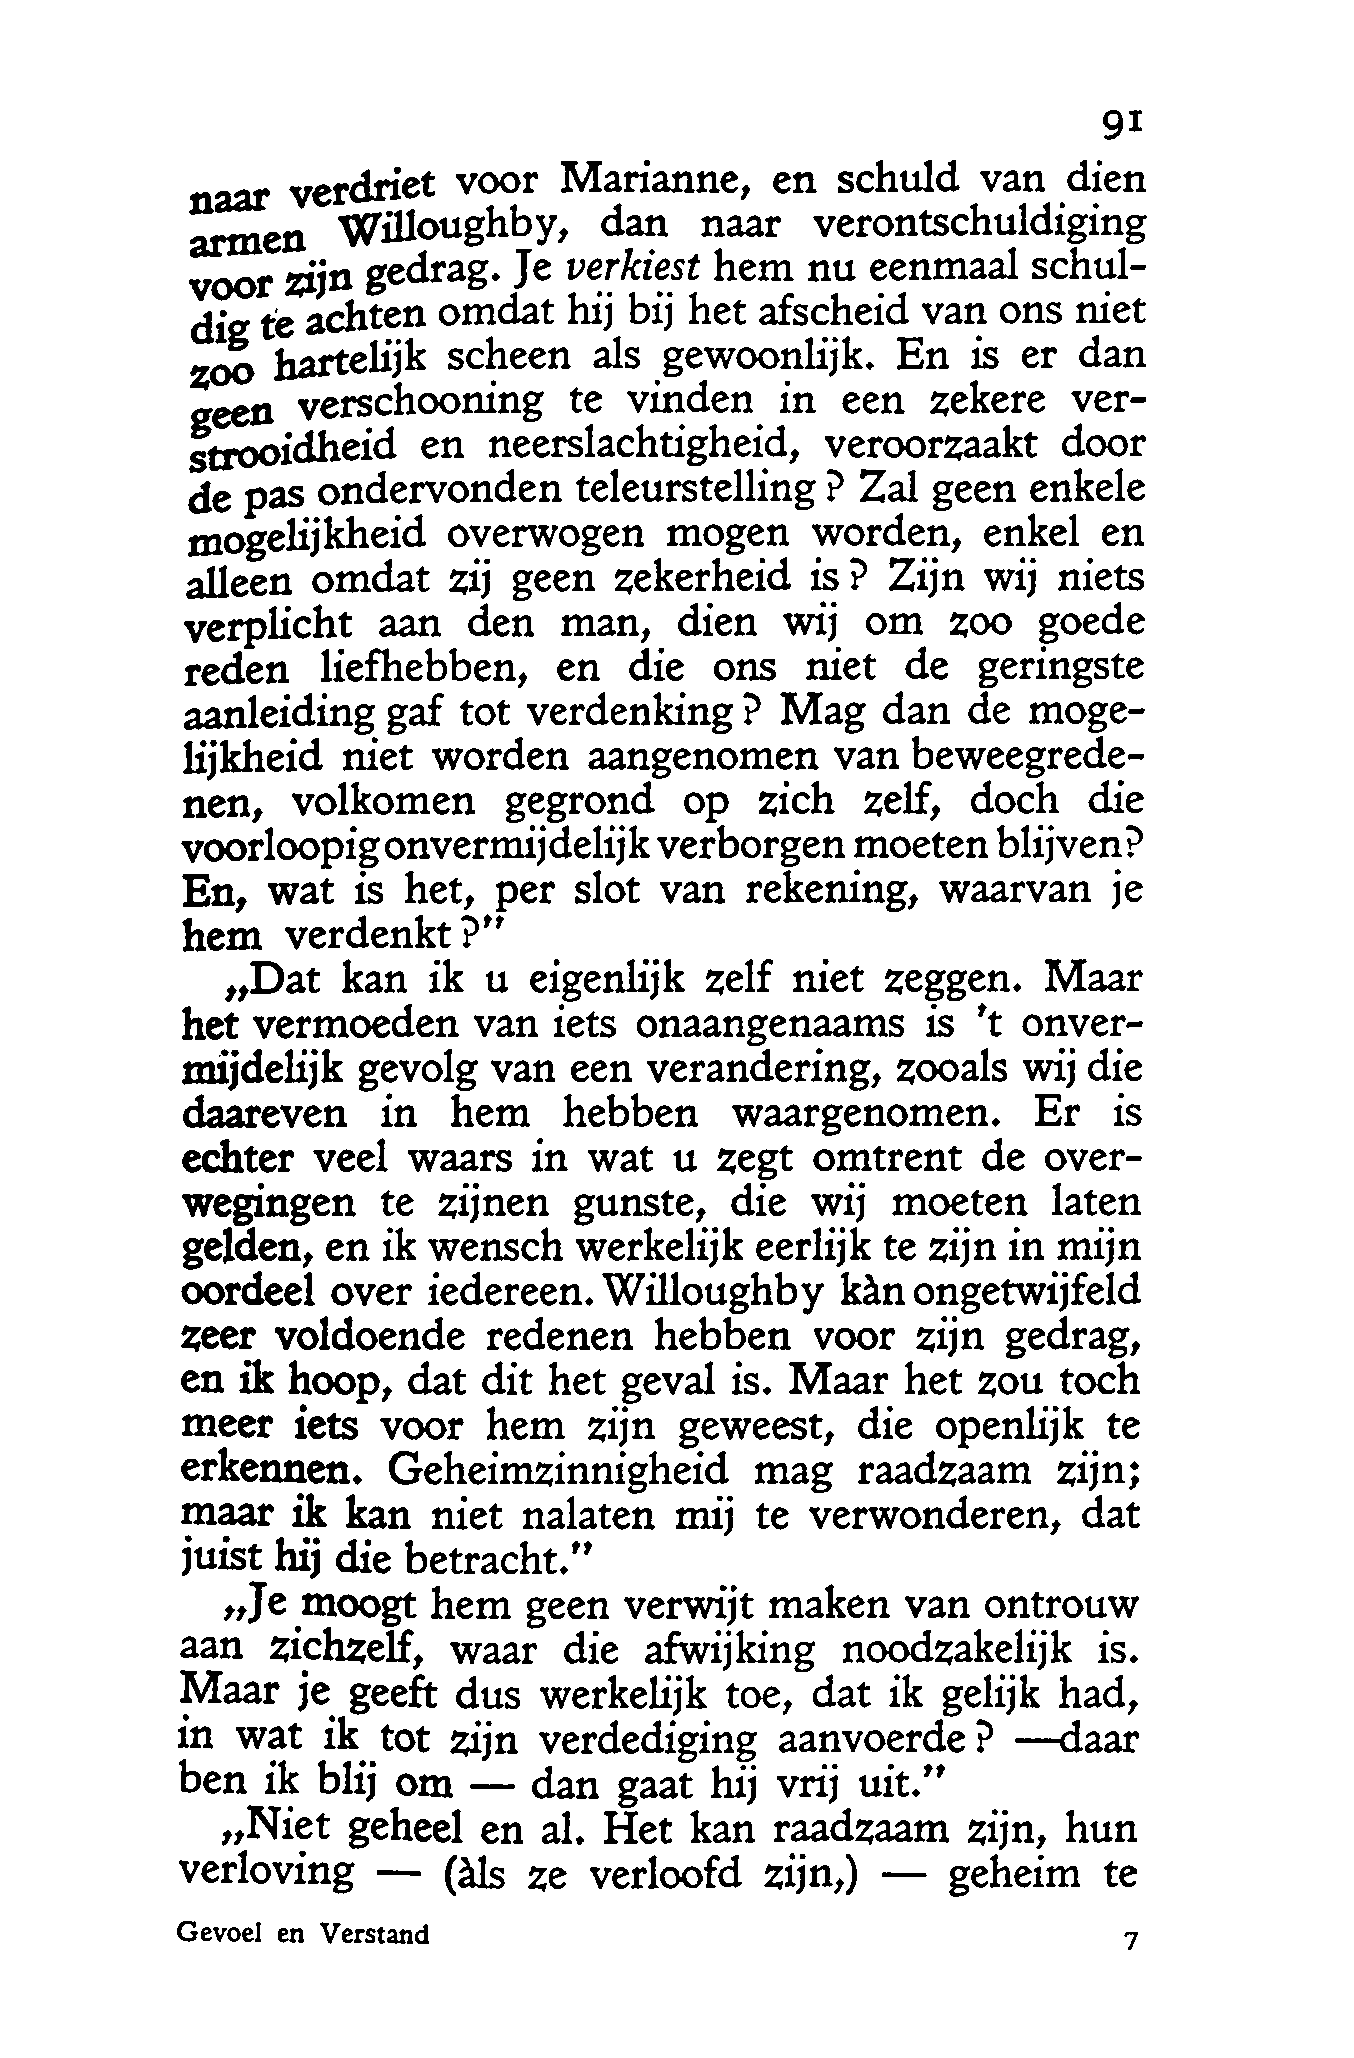 91
naar verdriet voor Marianne, en schuld van dien
armen Willoughby, dan naar verontschuldiging
voor zijn gedrag. Je verkiest hem nu eenmaal schul-
dig te achten omdat hij bij het afscheid van ons niet
zoo hartelijk scheen als gewoonlijk. En is er dan
geen verschooning te vinden in een zekere ver-
strooidheid en neerslachtigheid, veroorzaakt door
de pas ondervonden teleurstelling? Zal geen enkele
mogelijkheid overwogen mogen worden, enkel en
alleen omdat zij geen zekerheid is? Zijn wij niets
verplicht aan den man, dien wij om zoo goede
reden liefhebben, en die ons niet de geringste
aanleiding gaf tot verdenking? Mag dan de moge-
lijkheid niet worden aangenomen van beweegrede-
nen, volkomen gegrond op zich zelf, doch die
voorloopig onvermijdelijk verborgen moeten blijven?
En, wat is het, per slot van rekening, waarvan je
hem verdenkt?”
„Dat kan ik u eigenlijk zelf niet zeggen. Maar
het vermoeden van iets onaangenaams is 't onver-
mijdelijk gevolg van een verandering, zooals wij die
daareven in hem hebben waargenomen. Er is
echter veel waars in wat u zegt omtrent de over-
wegingen te zijnen gunste, die wij moeten laten
gelden, en ik wensch werkelijk eerlijk te zijn in mijn
oordeel over iedereen. Willoughby kàn ongetwijfeld
zeer voldoende redenen hebben voor zijn gedrag,
en ik hoop, dat dit het geval is. Maar het zou toch
meer iets voor hem zijn geweest, die openlijk te
erkennen. Geheimzinnigheid mag raadzaam zijn;
maar ik kan niet nalaten mij te verwonderen, dat
juist hij die betracht.”
„Je moogt hem geen verwijt maken van ontrouw
aan zichzelf, waar die afwijking noodzakelijk is.
Maar je geeft dus werkelijk toe, dat ik gelijk had,
in wat ik tot zijn verdediging aanvoerde? —daar
ben ik blij om — dan gaat hij vrij uit.”
„Niet geheel en al. Het kan raadzaam zijn, hun
verloving — (àls ze verloofd zijn,) — geheim te
Gevoel en Verstand 7